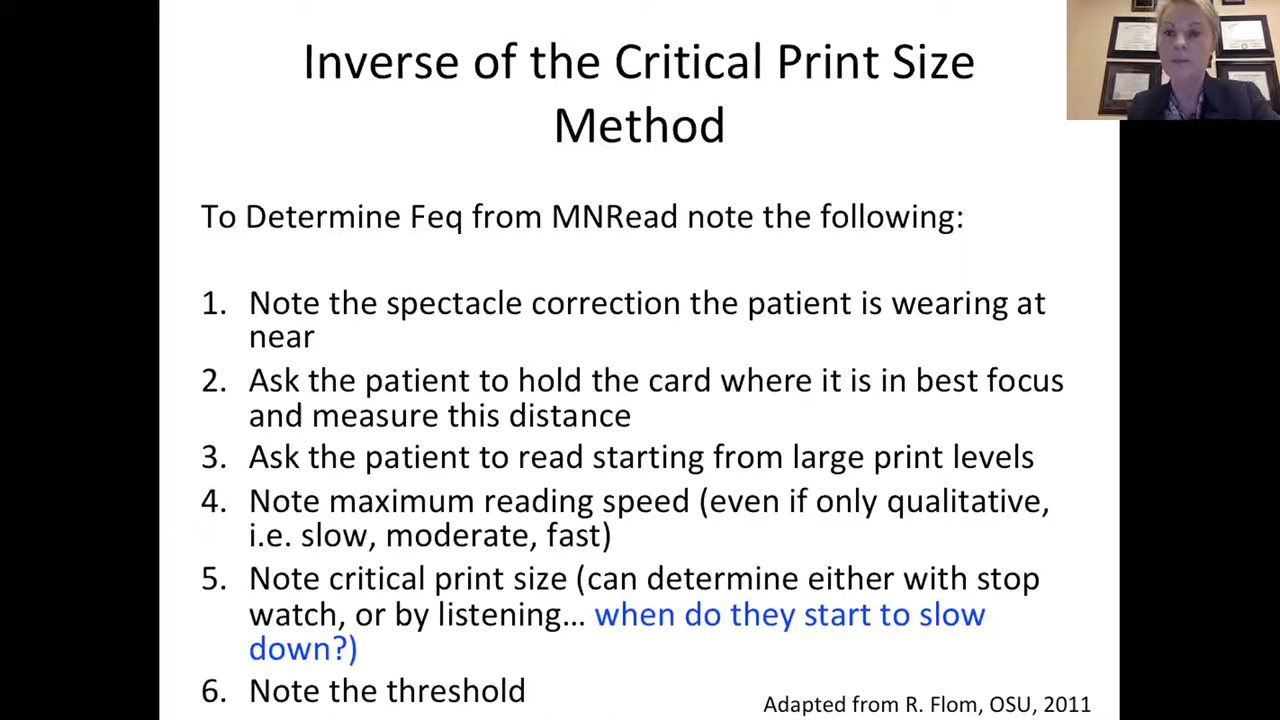 Inverse of the Critical Print Size
Method
To Determine Feq from MNRead note the following:
1. Note the spectacle correction the patient is wearing at
near
2. Ask the patient to hold the card where it is in best focus
and measure this distance
3. Ask the patient to read starting from large print levels
4. Note maximum reading speed (even if only qualitative,
i.e. slow, moderate, fast)
5. Note critical print size (can determine either with stop
watch, or by listening... when do they start to slow
down?)
6. Note the threshold
Adapted from R. Flom, OSU, 2011